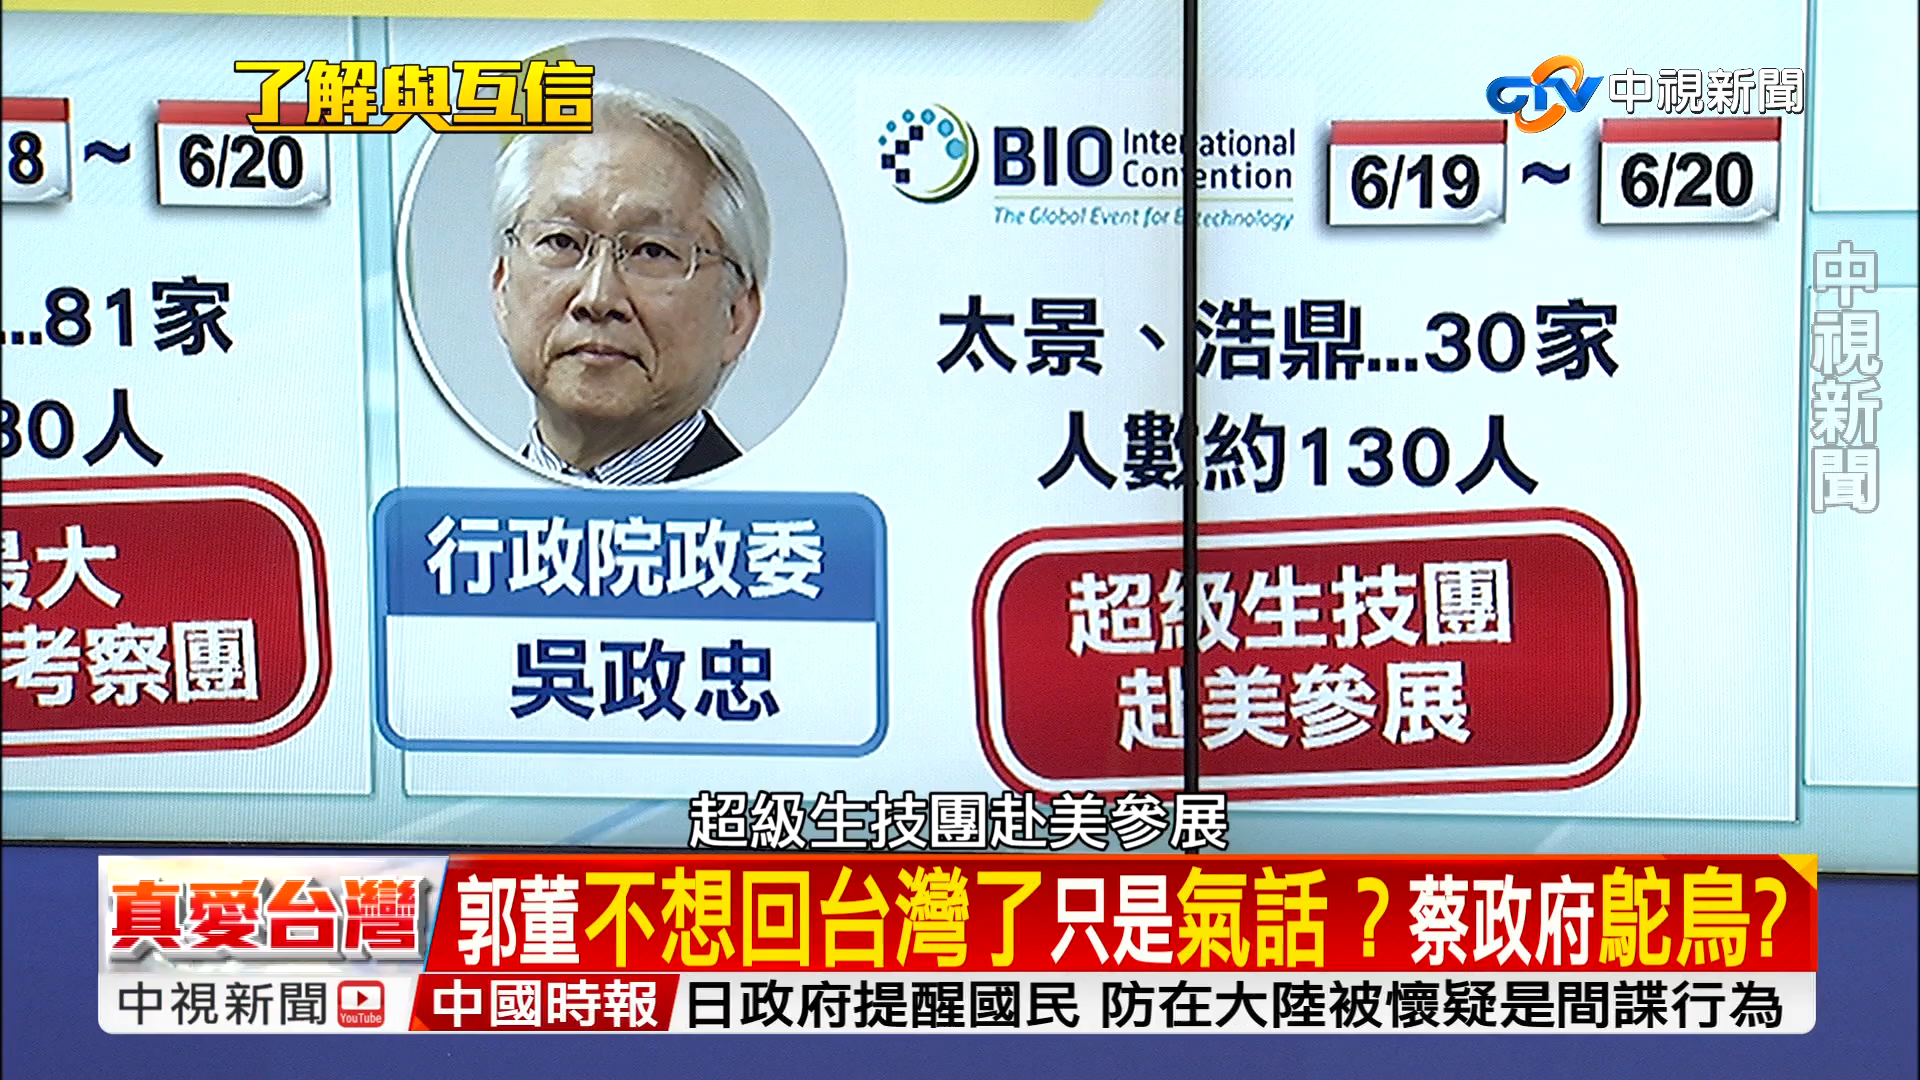 了解與互信
CTV中視新聞
8 ~ 6/20
BIO International Convention
The Global Event for Biotechnology
6/19 ~ 6/20
...81家
30人
最大
考察團
行政院政委
吳政忠
太景、浩鼎...30家
人數約130人
超級生技團
赴美參展
中視新聞
超級生技團赴美參展
真愛台灣
郭董不想回台灣了只是氣話？蔡政府鴕鳥?
中視新聞 YouTube
中國時報 日政府提醒國民 防在大陸被懷疑是間諜行為